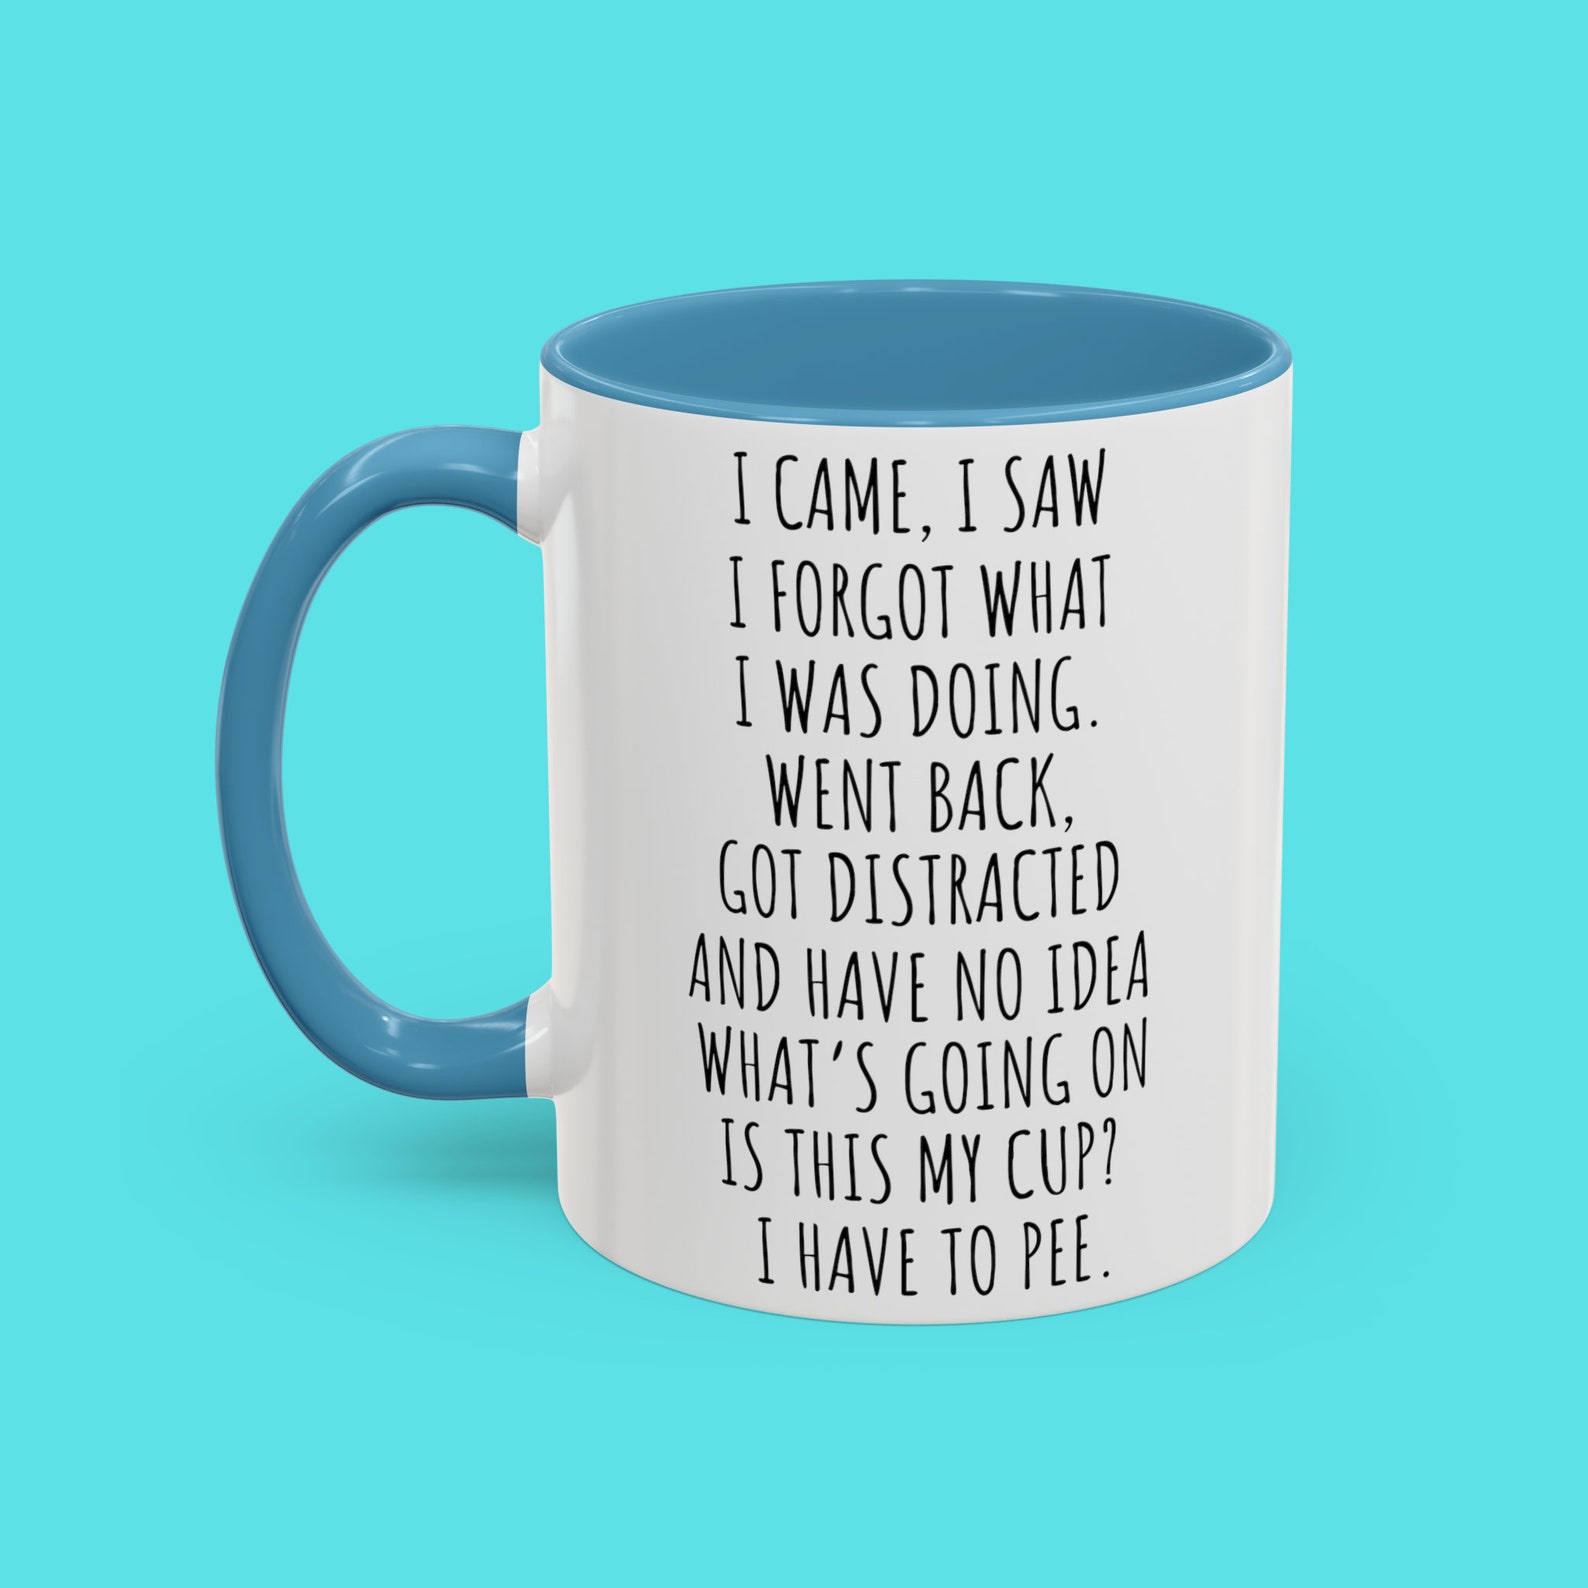 I CAME, I SAW
I FORGOT WHAT
I WAS DOING.
WENT BACK,
GOT DISTRACTED
AND HAVE NO IDEA
WHAT'S GOING ON
IS THIS MY CUP?
I HAVE TO PEE.